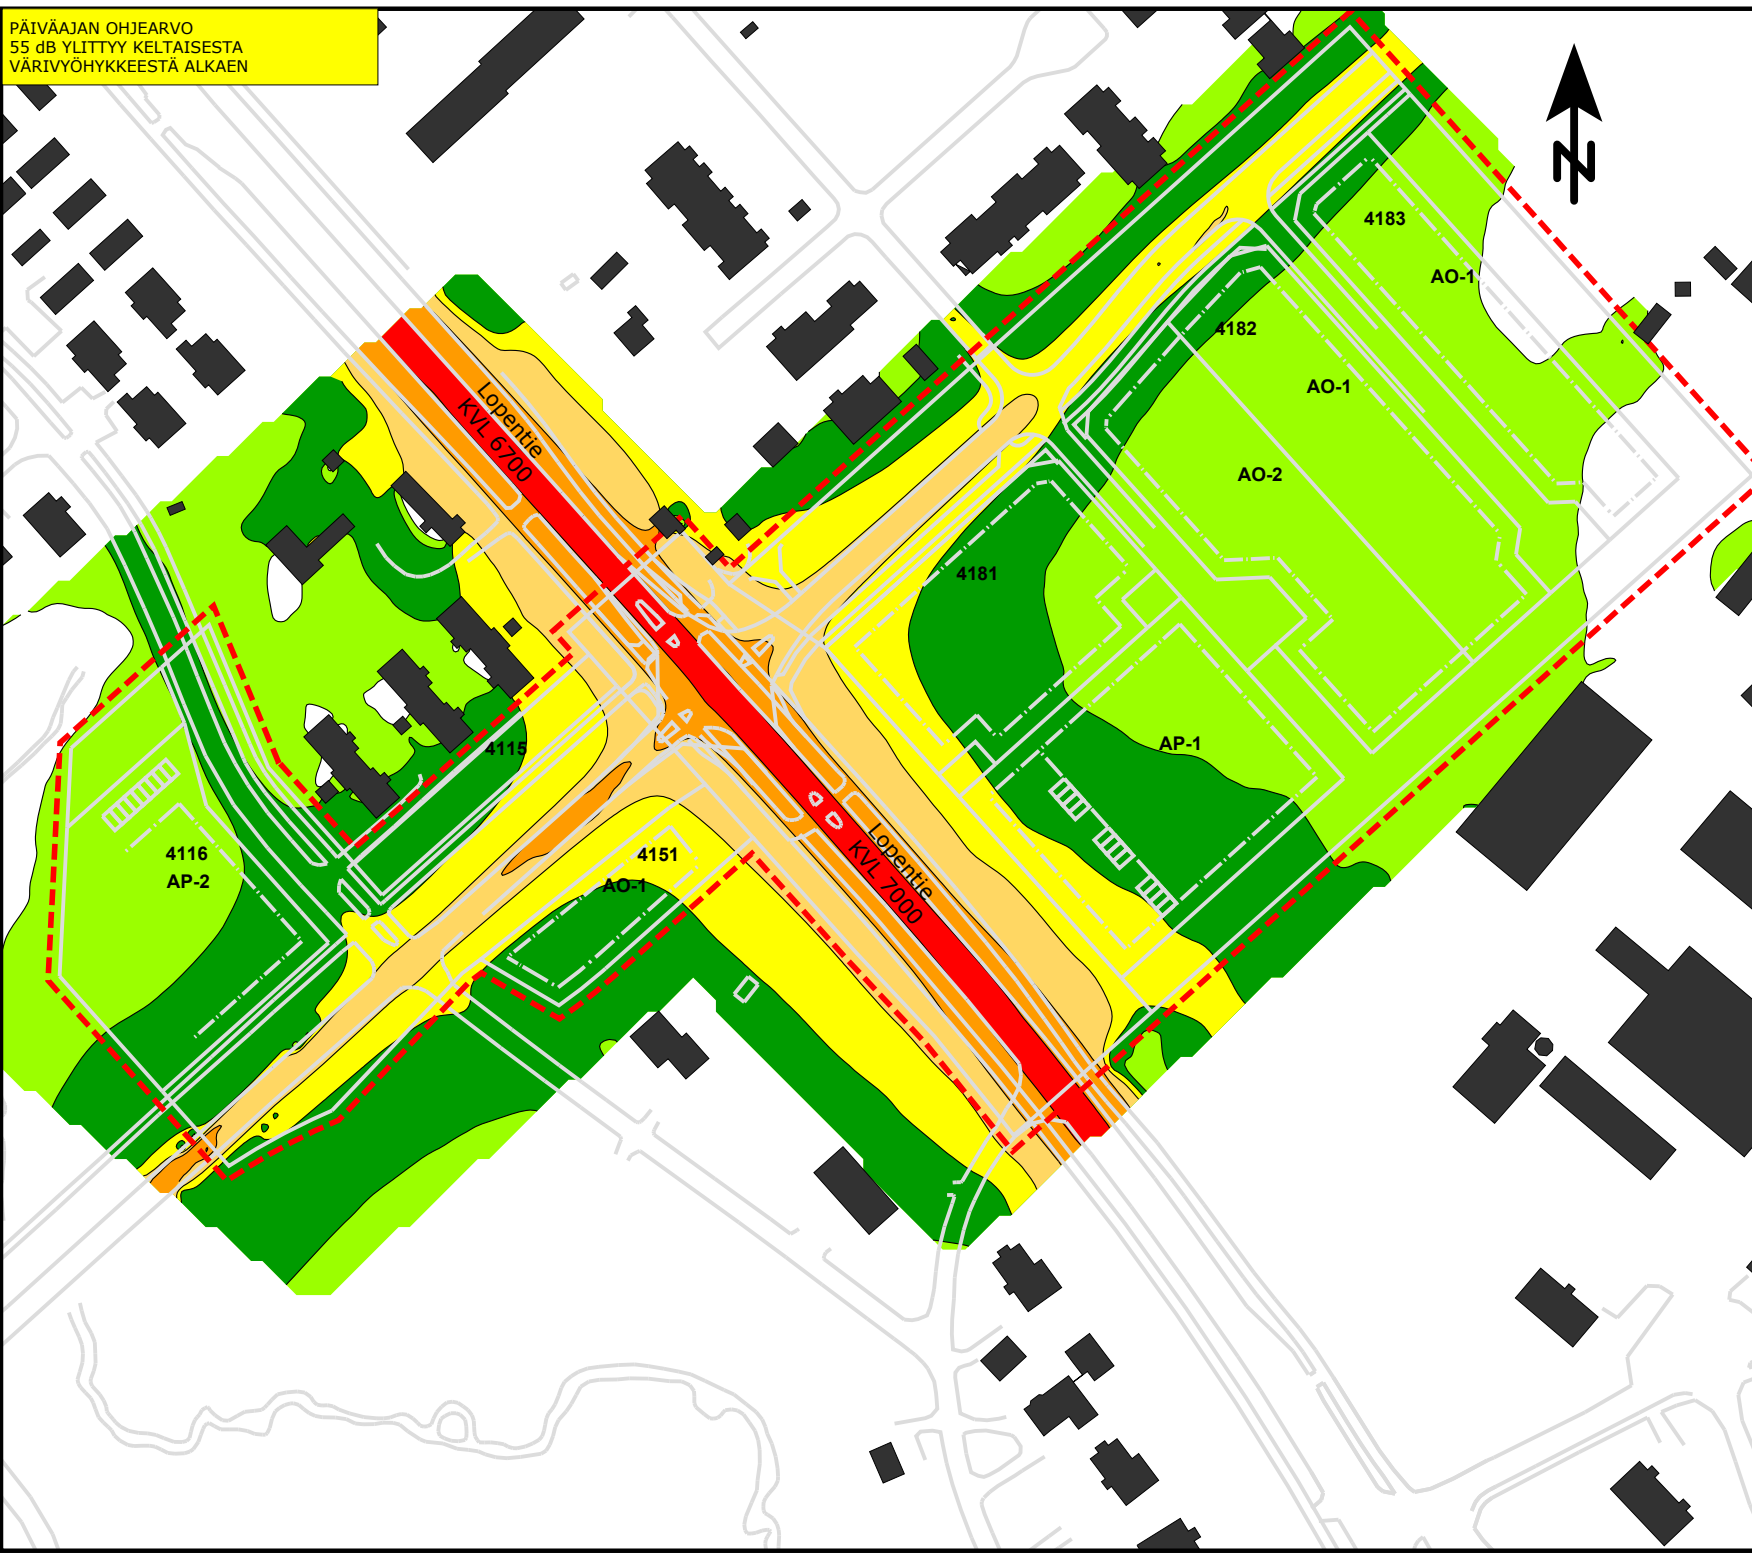 PÄIVÄAJAN OHJEARVO
55 dB YLITTYY KELTAISESTA
VÄRIVYÖHYKKEESTÄ ALKAEN
N
4183
AO-1
4182
AO-1
Lopentie
KVL 6700
AO-2
4181
4115
AP-1
4151
AO-1
4116
AP-2
Lopentie
KVL 7000